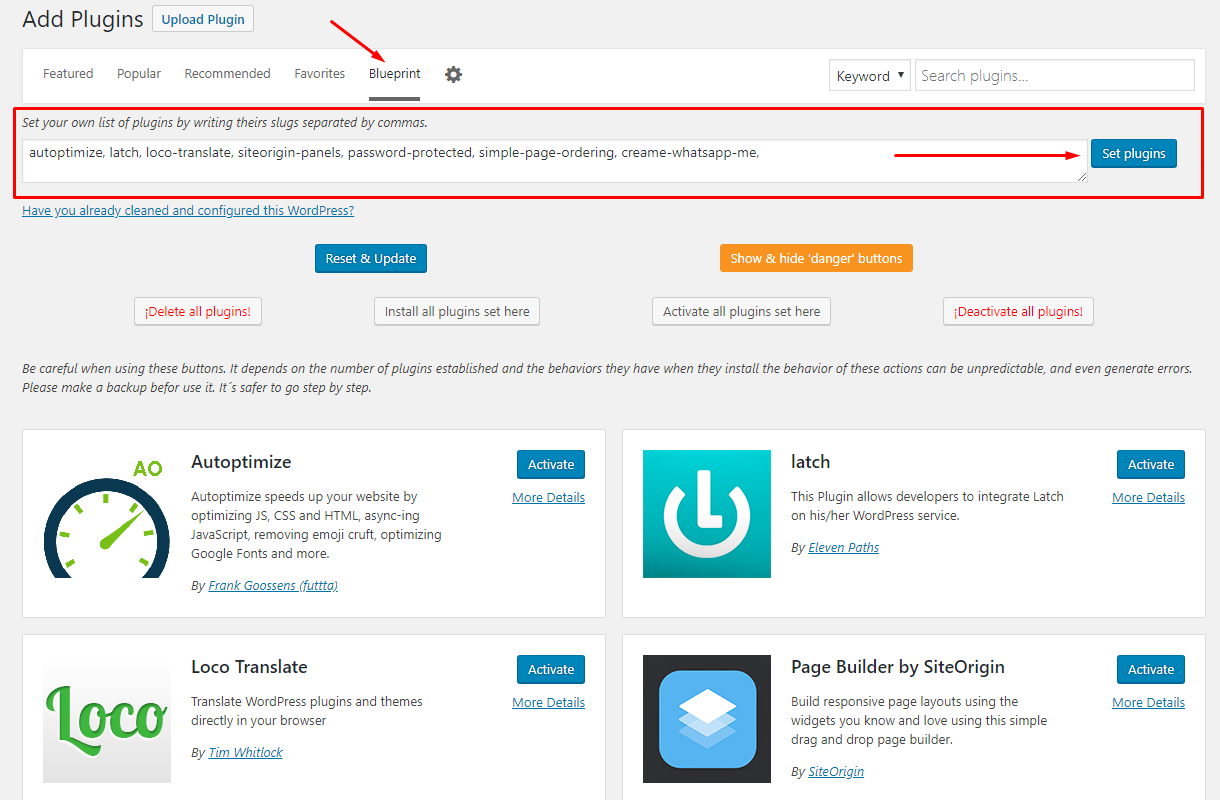 Add Plugins Upload Plugin
Featured Popular Recommended Favorites Blueprint Keyword Search plugins...
Set your own list of plugins by writing theirs slugs separated by commas.
autoptimize, latch, loco-translate, siteorigin-panels, password-protected, simple-page-ordering, creame-whatsapp-me,
Set plugins
Have you already cleaned and configured this WordPress?
Reset & Update Show & hide 'danger' buttons
¡Delete all plugins! Install all plugins set here Activate all plugins set here ¡Deactivate all plugins!
Be careful when using these buttons. It depends on the number of plugins established and the behaviors they have when they install the behavior of these actions can be unpredictable, and even generate errors.
Please make a backup befor use it. It´s safer to go step by step.
AO
Autoptimize
Activate
More Details
Autoptimize speeds up your website by
optimizing JS, CSS and HTML, async-ing
JavaScript, removing emoji cruft, optimizing
Google Fonts and more.
By Frank Goossens (futtta)
latch
Activate
More Details
This Plugin allows developers to integrate Latch
on his/her WordPress service.
By Eleven Paths
Loco
Loco Translate
Activate
More Details
Translate WordPress plugins and themes
directly in your browser
By Tim Whitlock
Page Builder by SiteOrigin
Activate
More Details
Build responsive page layouts using the
widgets you know and love using this simple
drag and drop page builder.
By SiteOrigin